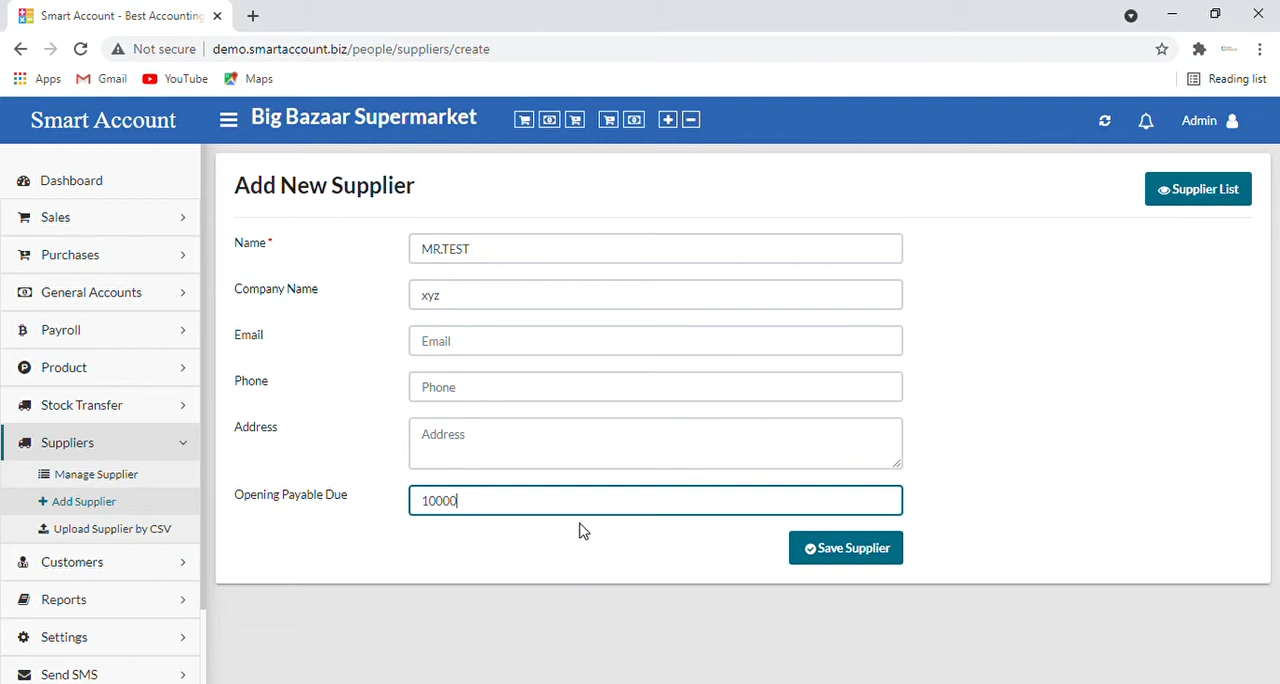 Smart Account - Best Accounting
Not secure
demo.smartaccount.biz/people/suppliers/create
Apps
Gmail
YouTube
Maps
Reading list
Smart Account
Big Bazaar Supermarket
Admin
Dashboard
Sales
Purchases
General Accounts
Payroll
Product
Stock Transfer
Suppliers
Manage Supplier
Add Supplier
Upload Supplier by CSV
Customers
Reports
Settings
Send SMS
Add New Supplier
Supplier List
Name*
MR.TEST
Company Name
xyz
Email
Email
Phone
Phone
Address
Address
Opening Payable Due
10000
Save Supplier